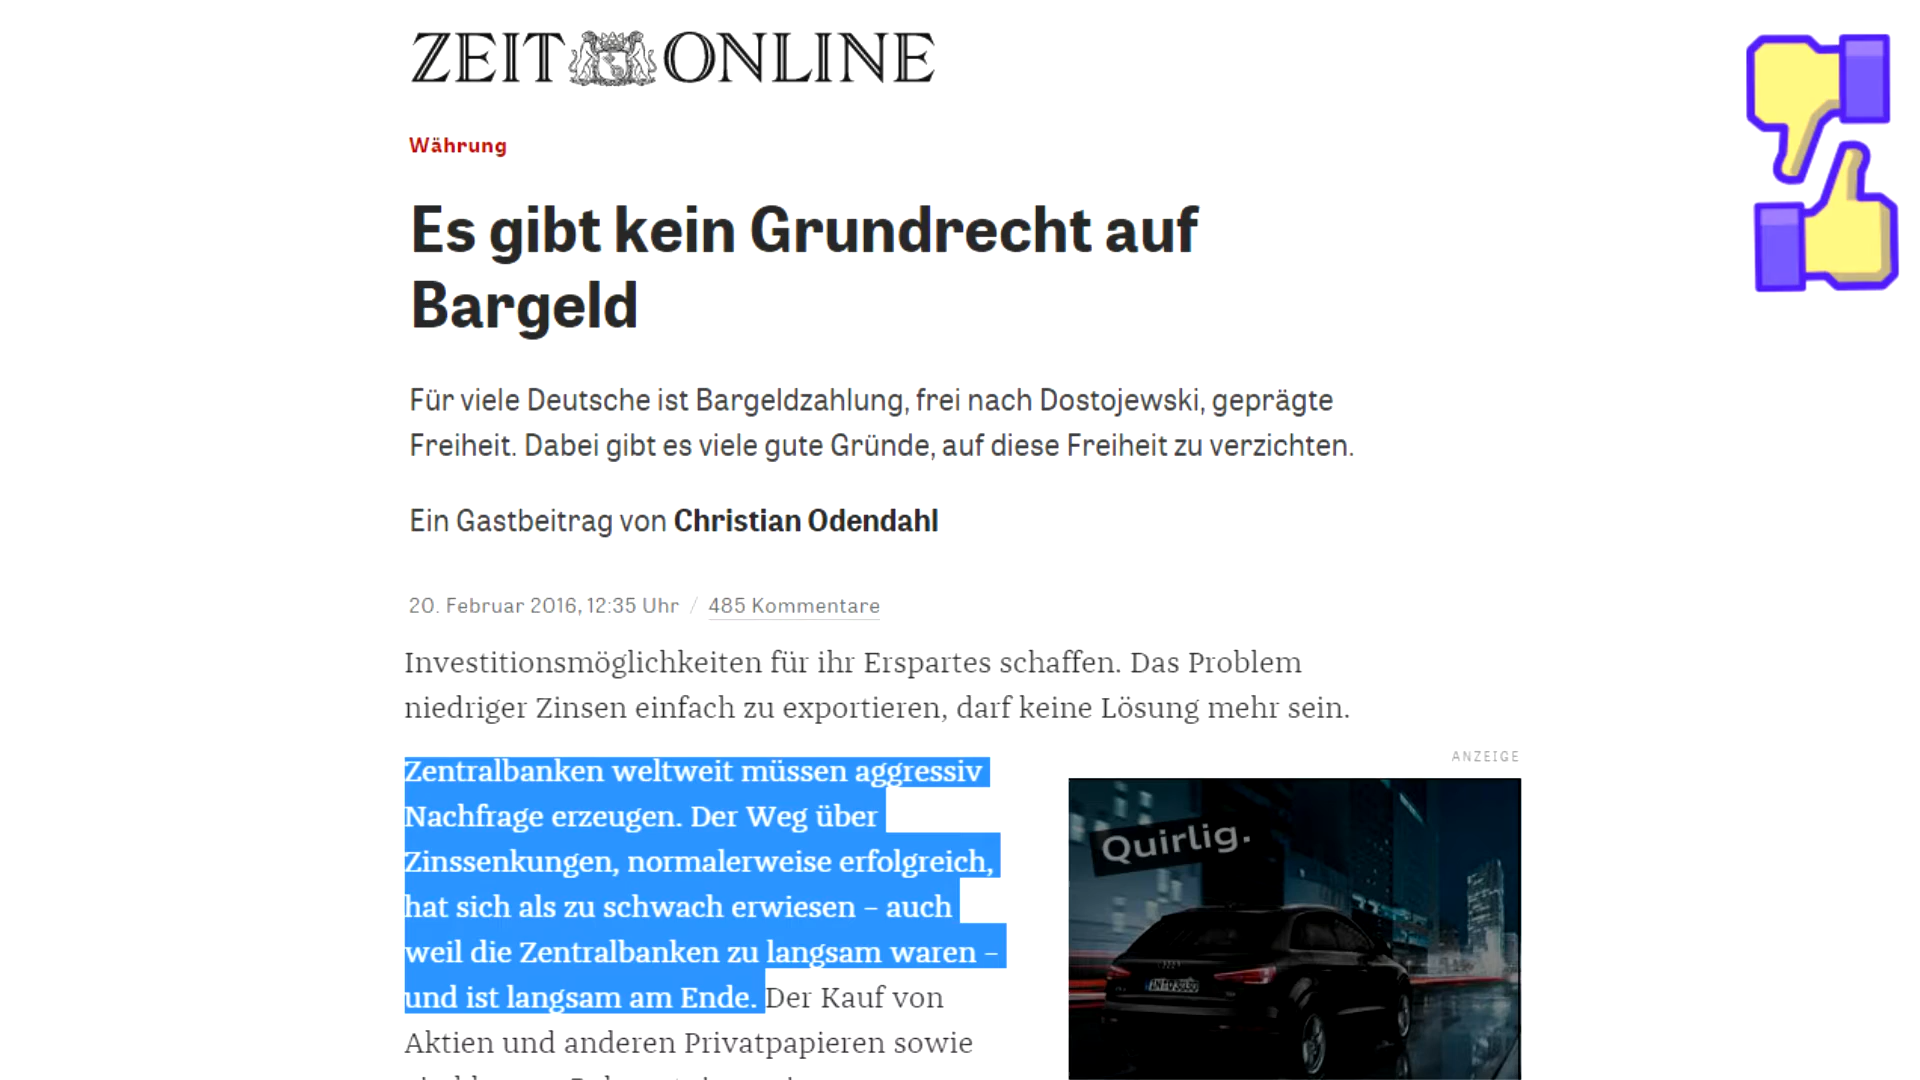 ZEIT ONLINE
Währung
Es gibt kein Grundrecht auf
Bargeld
Für viele Deutsche ist Bargeldzahlung, frei nach Dostojewski, geprägte
Freiheit. Dabei gibt es viele gute Gründe, auf diese Freiheit zu verzichten.
Ein Gastbeitrag von Christian Odendahl
20. Februar 2016, 12:35 Uhr / 485 Kommentare
Investitionsmöglichkeiten für ihr Erspartes schaffen. Das Problem
niedriger Zinsen einfach zu exportieren, darf keine Lösung mehr sein.
Zentralbanken weltweit müssen aggressiv
Nachfrage erzeugen. Der Weg über
Zinssenkungen, normalerweise erfolgreich,
hat sich als zu schwach erwiesen – auch
weil die Zentralbanken zu langsam waren –
und ist langsam am Ende. Der Kauf von
Aktien und anderen Privatpapieren sowie
ANZEIGE
Quirlig.